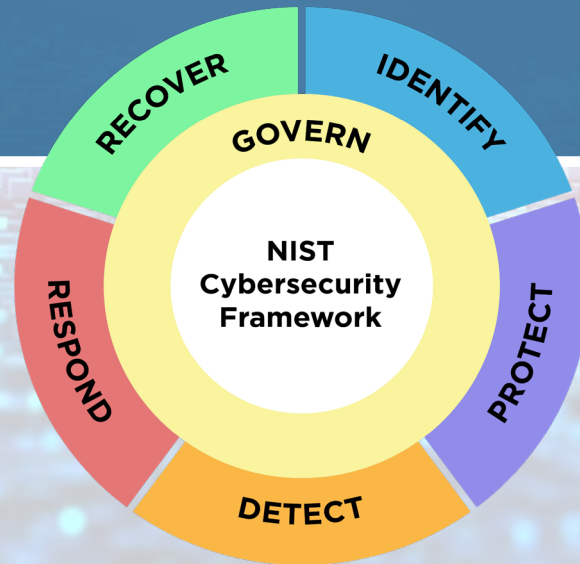 RECOVER
IDENTIFY
GOVERN
NIST
Cybersecurity
Framework
RESPOND
PROTECT
DETECT